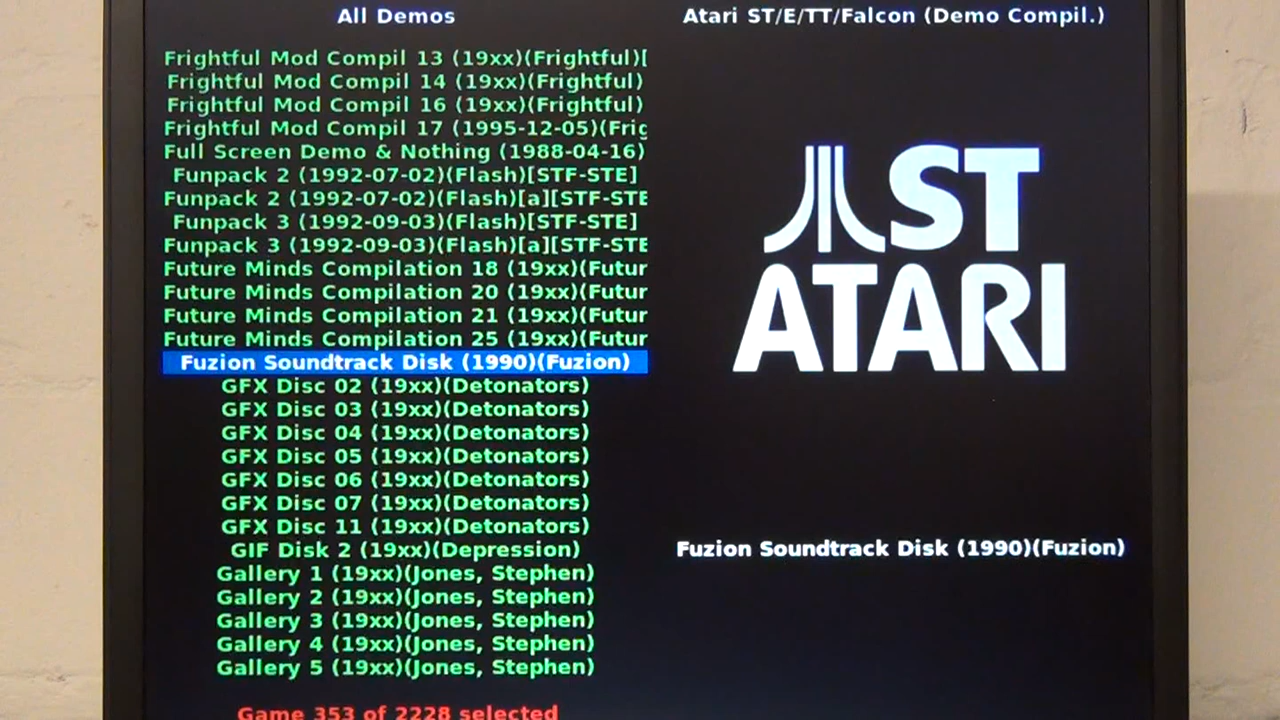 All Demos
Atari ST/E/TT/Falcon (Demo Compil.)
Frightful Mod Compil 13 (19xx)(Frightful)[
Frightful Mod Compil 14 (19xx)(Frightful)
Frightful Mod Compil 16 (19xx)(Frightful)
Frightful Mod Compil 17 (1995-12-05)(Frig
Full Screen Demo & Nothing (1988-04-16)
Funpack 2 (1992-07-02)(Flash)[STF-STE]
Funpack 2 (1992-07-02)(Flash)[a][STF-STE
Funpack 3 (1992-09-03)(Flash)[STF-STE]
Funpack 3 (1992-09-03)(Flash)[a][STF-STE
Future Minds Compilation 18 (19xx)(Futur
Future Minds Compilation 20 (19xx)(Futur
Future Minds Compilation 21 (19xx)(Futur
Future Minds Compilation 25 (19xx)(Futur
Fuzion Soundtrack Disk (1990)(Fuzion)
GFX Disc 02 (19xx)(Detonators)
GFX Disc 03 (19xx)(Detonators)
GFX Disc 04 (19xx)(Detonators)
GFX Disc 05 (19xx)(Detonators)
GFX Disc 06 (19xx)(Detonators)
GFX Disc 07 (19xx)(Detonators)
GFX Disc 11 (19xx)(Detonators)
GIF Disk 2 (19xx)(Depression)
Gallery 1 (19xx)(Jones, Stephen)
Gallery 2 (19xx)(Jones, Stephen)
Gallery 3 (19xx)(Jones, Stephen)
Gallery 4 (19xx)(Jones, Stephen)
Gallery 5 (19xx)(Jones, Stephen)
Game 353 of 2228 selected
ST
ATARI
Fuzion Soundtrack Disk (1990)(Fuzion)